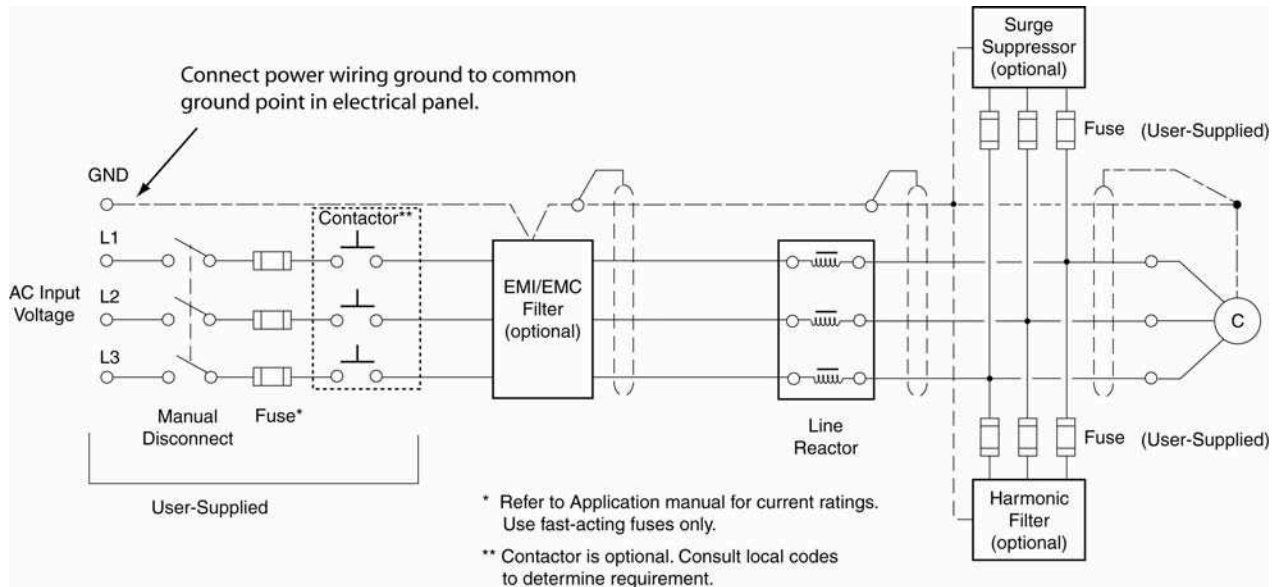 Surge
Suppressor
(optional)
Connect power wiring ground to common
ground point in electrical panel.
Fuse (User-Supplied)
GND
Contactor**
L1
AC Input
Voltage
L2
L3
EMI/EMC
Filter
(optional)
C
Manual
Disconnect
Fuse*
Line
Reactor
Fuse (User-Supplied)
User-Supplied
Harmonic
Filter
(optional)
* Refer to Application manual for current ratings.
Use fast-acting fuses only.
** Contactor is optional. Consult local codes
to determine requirement.